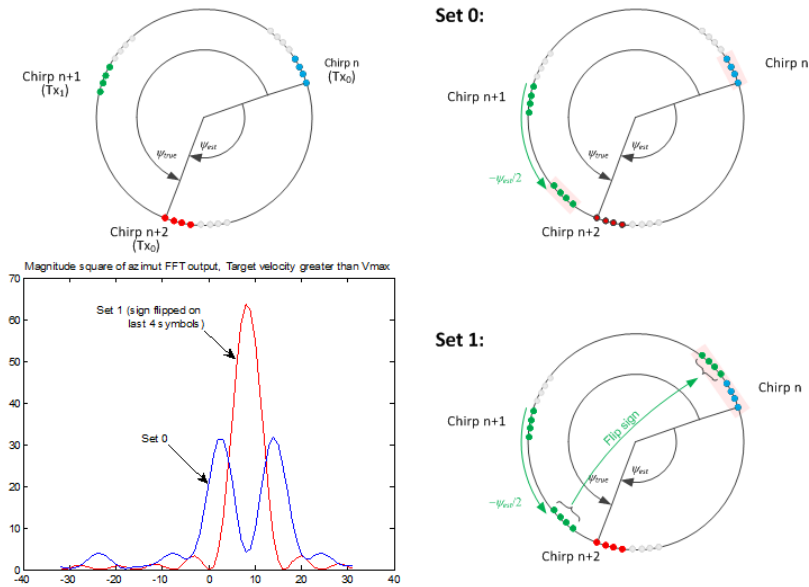 Chirp n+1
(Tx1)
Chirp n
(Tx0)
ψtrue
ψest
Chirp n+2
(Tx0)
Set 0:
Chirp n
Chirp n+1
ψtrue
ψest
−ψest/2
Chirp n+2
Magnitude square of azimut FFT output, Target velocity greater than Vmax
70
60
50
40
30
20
10
0
Set 1 (sign flipped on
last 4 symbols)
Set 0
-40
-30
-20
-10
0
10
20
30
40
Set 1:
Chirp n
Chirp n+1
Flip sign
ψtrue
ψest
−ψest/2
Chirp n+2